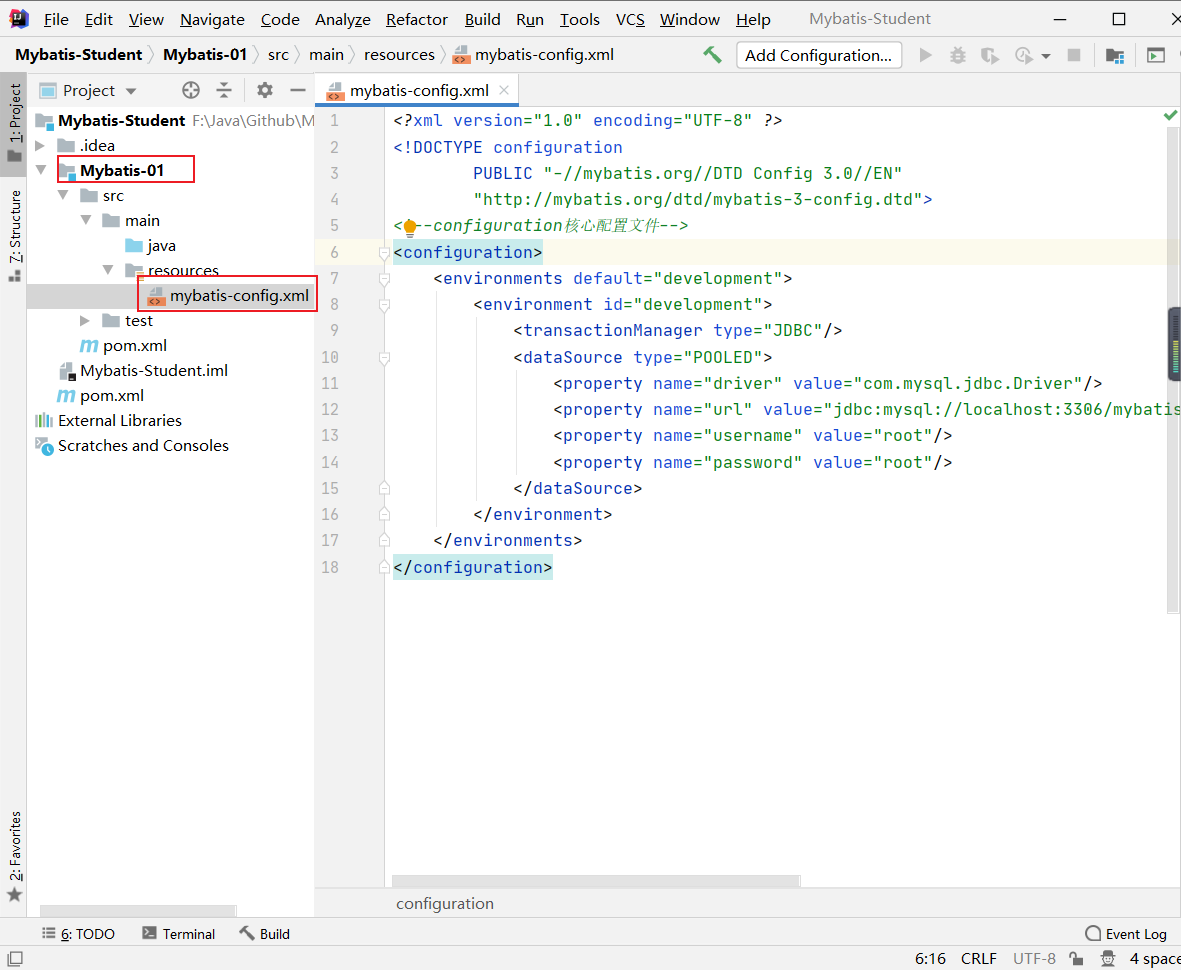 File Edit View Navigate Code Analyze Refactor Build Run Tools VCS Window Help Mybatis-Student
Mybatis-Student Mybatis-01 src main resources mybatis-config.xml Add Configuration...
Project
mybatis-config.xml
1: Project
7: Structure
2: Favorites
Mybatis-Student F:\Java\Github\M
.idea
Mybatis-01
src
main
java
resources
mybatis-config.xml
test
pom.xml
Mybatis-Student.iml
pom.xml
External Libraries
Scratches and Consoles
1 <?xml version="1.0" encoding="UTF-8" ?>
2 <!DOCTYPE configuration
3 PUBLIC "-//mybatis.org//DTD Config 3.0//EN"
4 "http://mybatis.org/dtd/mybatis-3-config.dtd">
5 <!--configuration核心配置文件-->
6 <configuration>
7 <environments default="development">
8 <environment id="development">
9 <transactionManager type="JDBC"/>
10 <dataSource type="POOLED">
11 <property name="driver" value="com.mysql.jdbc.Driver"/>
12 <property name="url" value="jdbc:mysql://localhost:3306/mybatis
13 <property name="username" value="root"/>
14 <property name="password" value="root"/>
15 </dataSource>
16 </environment>
17 </environments>
18 </configuration>
configuration
6: TODO Terminal Build Event Log
6:16 CRLF UTF-8 4 space